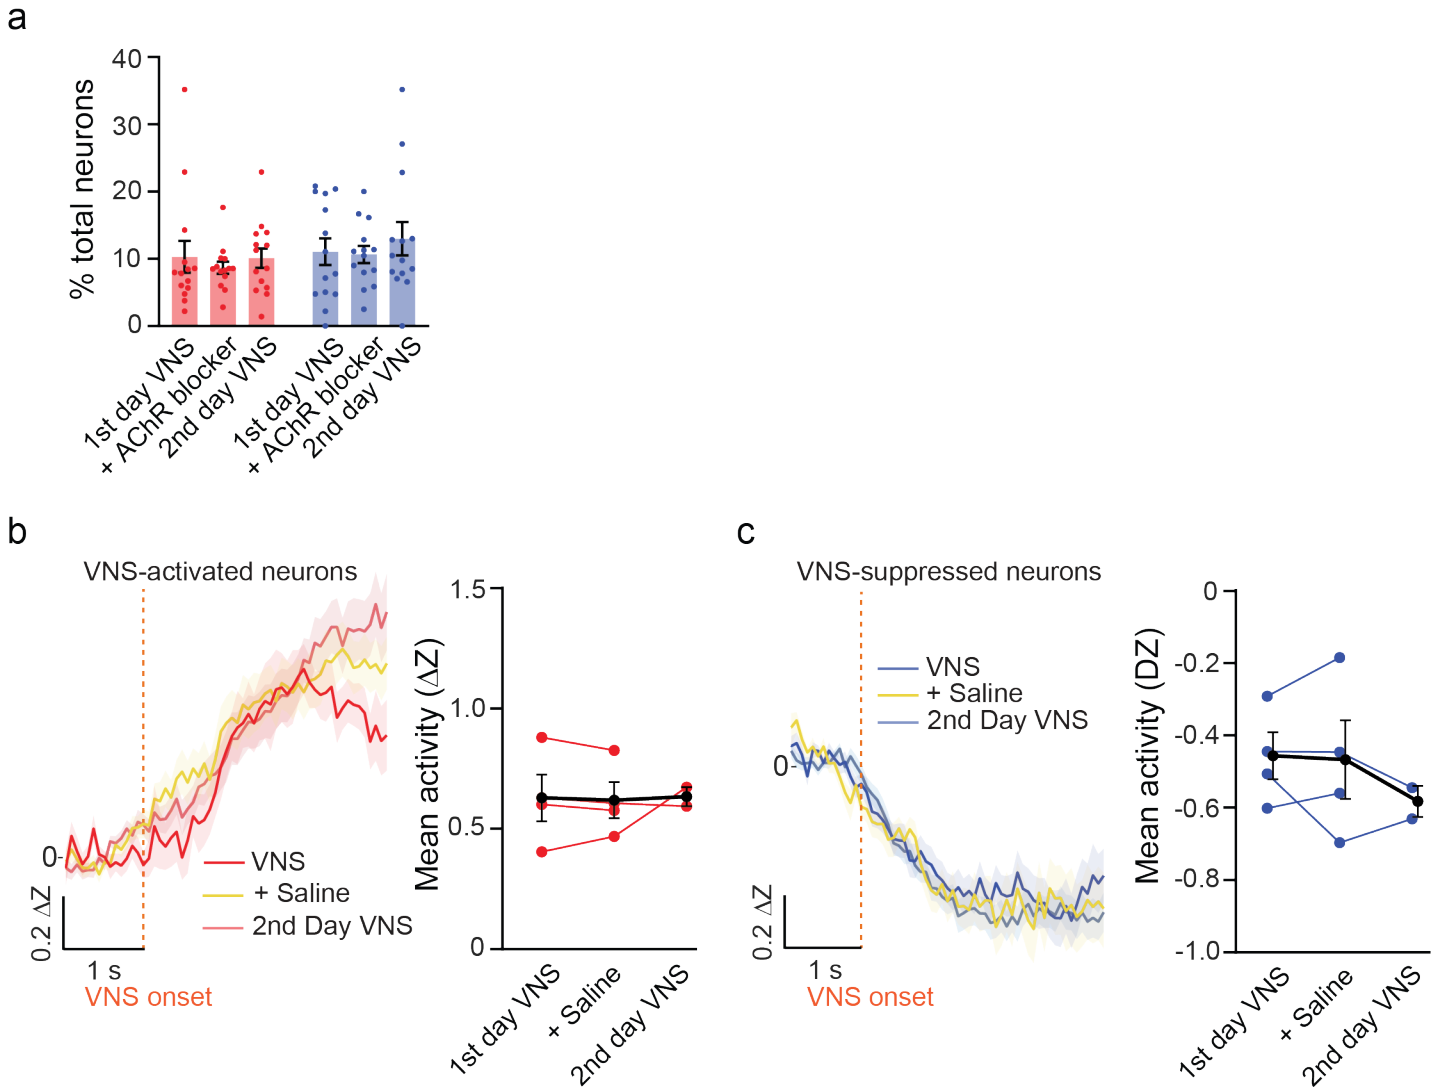 a
% total neurons
40
30
20
10
0
1st day VNS
+ AChR blocker
2nd day VNS
1st day VNS
+ AChR blocker
2nd day VNS
b
VNS-activated neurons
0-
0.2 ΔZ
1 s
VNS onset
VNS
+ Saline
2nd Day VNS
Mean activity (ΔZ)
1.5
1.0
0.5
0
1st day VNS
+ Saline
2nd day VNS
c
VNS-suppressed neurons
VNS
+ Saline
2nd Day VNS
0-
0.2 ΔZ
1 s
VNS onset
Mean activity (DZ)
0
-0.2
-0.4
-0.6
-0.8
-1.0
1st day VNS
+ Saline
2nd day VNS